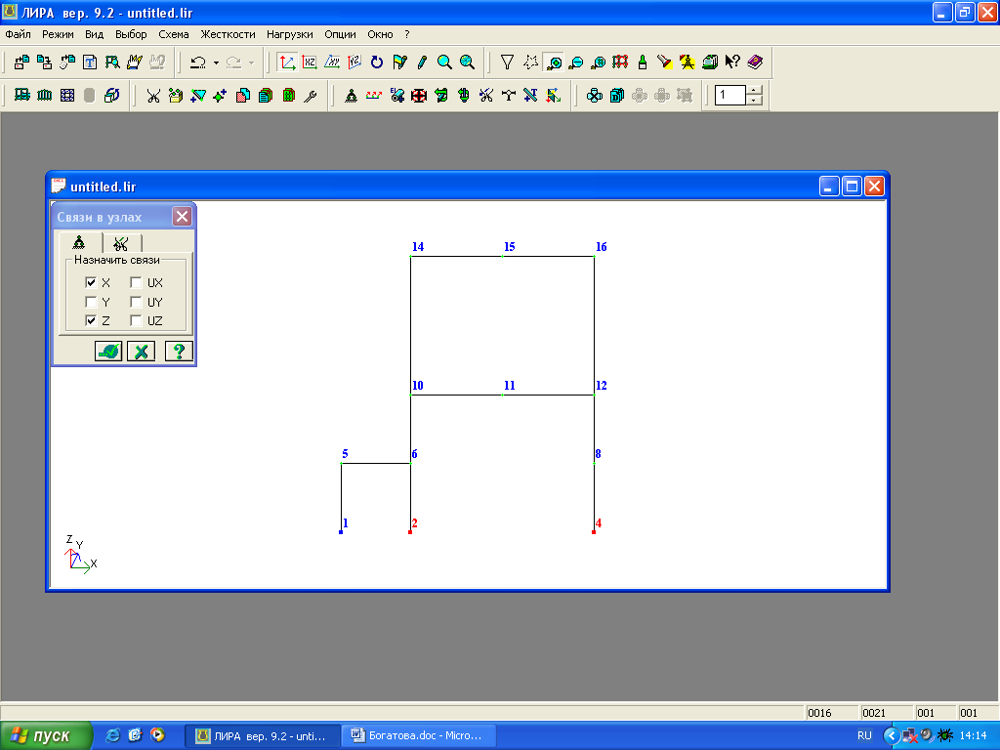 ЛИРА вер. 9.2 - untitled.lir
Файл Режим Вид Выбор Схема Жесткости Нагрузки Опции Окно ?
1
untitled.lir
Связи в узлах
Назначить связи
X UX
Y UY
Z UZ
14 15 16
10 11 12
5 6 8
1 2 4
Z
Y
X
0016 0021 001 001
пуск ЛИРА вер. 9.2 - unti... Богатова.doc - Micro... RU 14:14